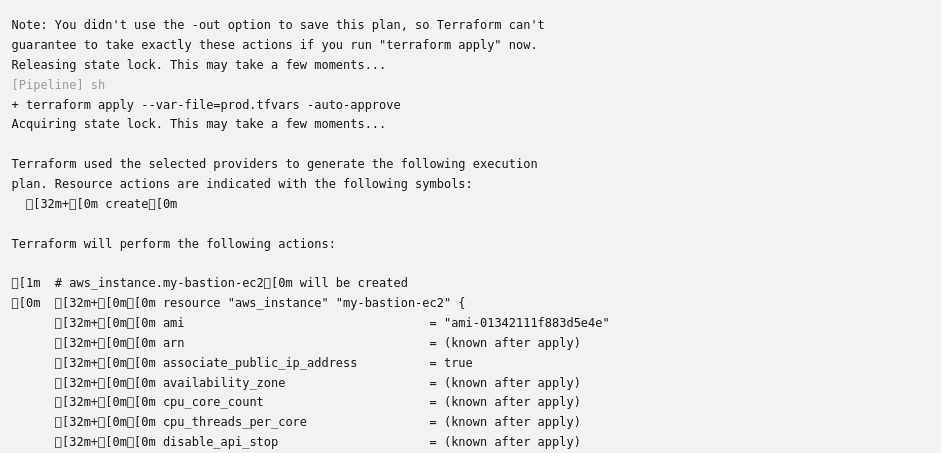 Note: You didn't use the -out option to save this plan, so Terraform can't
guarantee to take exactly these actions if you run "terraform apply" now.
Releasing state lock. This may take a few moments...
[Pipeline] sh
+ terraform apply --var-file=prod.tfvars -auto-approve
Acquiring state lock. This may take a few moments...
Terraform used the selected providers to generate the following execution
plan. Resource actions are indicated with the following symbols:
  □[32m+□[0m create□[0m
Terraform will perform the following actions:
□[1m  # aws_instance.my-bastion-ec2□[0m will be created
□[0m  □[32m+□[0m□[0m resource "aws_instance" "my-bastion-ec2" {
      □[32m+□[0m□[0m ami                                  = "ami-01342111f883d5e4e"
      □[32m+□[0m□[0m arn                                  = (known after apply)
      □[32m+□[0m□[0m associate_public_ip_address          = true
      □[32m+□[0m□[0m availability_zone                    = (known after apply)
      □[32m+□[0m□[0m cpu_core_count                       = (known after apply)
      □[32m+□[0m□[0m cpu_threads_per_core                 = (known after apply)
      □[32m+□[0m□[0m disable_api_stop                     = (known after apply)